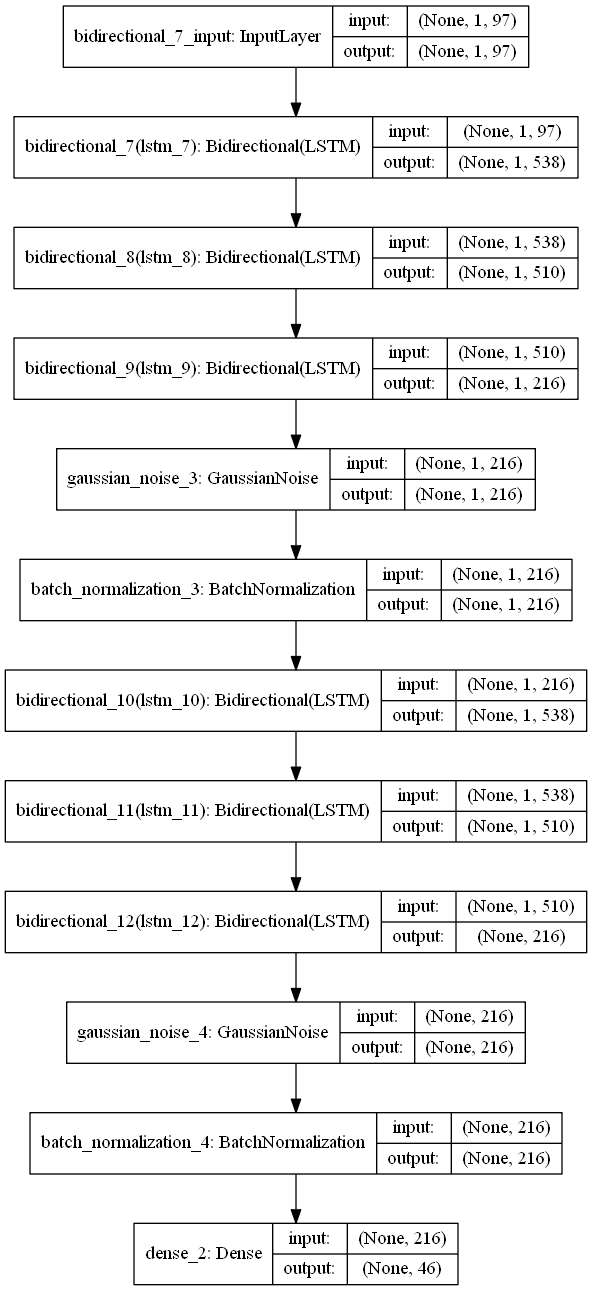 bidirectional_7_input: InputLayer
input: (None, 1, 97)
output: (None, 1, 97)
bidirectional_7(lstm_7): Bidirectional(LSTM)
input: (None, 1, 97)
output: (None, 1, 538)
bidirectional_8(lstm_8): Bidirectional(LSTM)
input: (None, 1, 538)
output: (None, 1, 510)
bidirectional_9(lstm_9): Bidirectional(LSTM)
input: (None, 1, 510)
output: (None, 1, 216)
gaussian_noise_3: GaussianNoise
input: (None, 1, 216)
output: (None, 1, 216)
batch_normalization_3: BatchNormalization
input: (None, 1, 216)
output: (None, 1, 216)
bidirectional_10(lstm_10): Bidirectional(LSTM)
input: (None, 1, 216)
output: (None, 1, 538)
bidirectional_11(lstm_11): Bidirectional(LSTM)
input: (None, 1, 538)
output: (None, 1, 510)
bidirectional_12(lstm_12): Bidirectional(LSTM)
input: (None, 1, 510)
output: (None, 216)
gaussian_noise_4: GaussianNoise
input: (None, 216)
output: (None, 216)
batch_normalization_4: BatchNormalization
input: (None, 216)
output: (None, 216)
dense_2: Dense
input: (None, 216)
output: (None, 46)